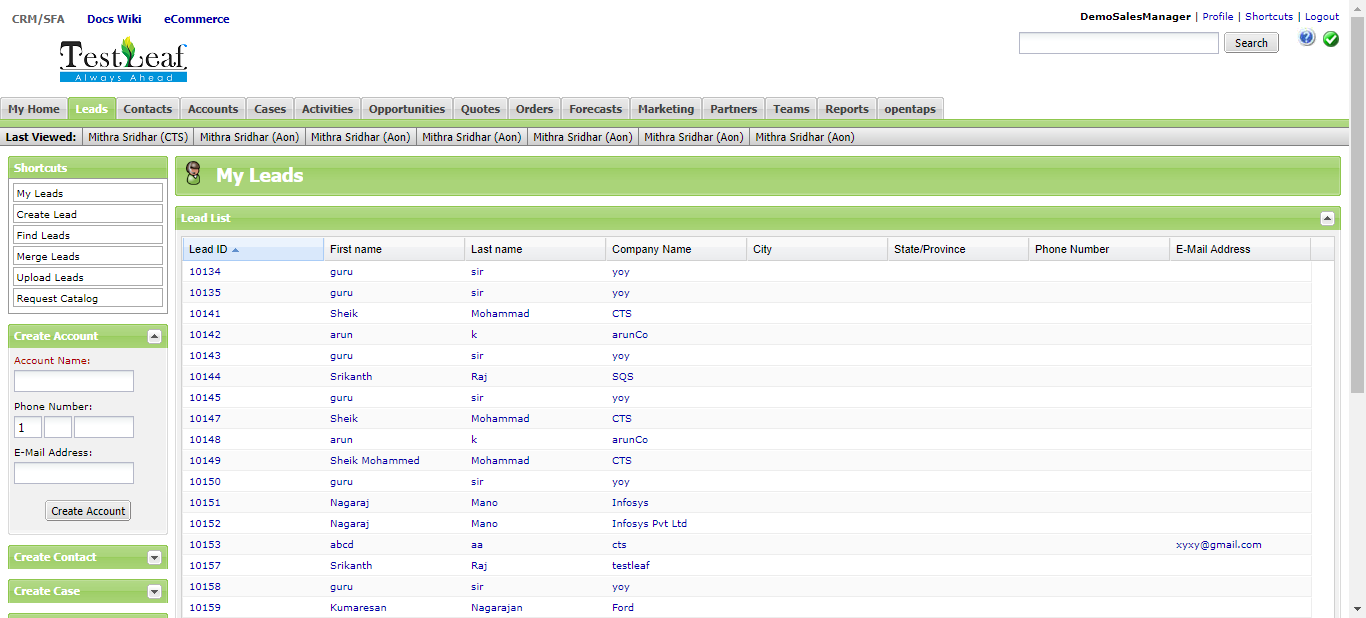 CRM/SFA Docs Wiki eCommerce
DemoSalesManager | Profile | Shortcuts | Logout
TestLeaf
Always Ahead
Search
My Home Leads Contacts Accounts Cases Activities Opportunities Quotes Orders Forecasts Marketing Partners Teams Reports opentaps
Last Viewed: Mithra Sridhar (CTS) Mithra Sridhar (Aon) Mithra Sridhar (Aon) Mithra Sridhar (Aon) Mithra Sridhar (Aon) Mithra Sridhar (Aon) Mithra Sridhar (Aon)
Shortcuts
My Leads
Create Lead
Find Leads
Merge Leads
Upload Leads
Request Catalog
Create Account
Account Name:
Phone Number:
1
E-Mail Address:
Create Account
Create Contact
Create Case
My Leads
Lead List
Lead ID First name Last name Company Name City State/Province Phone Number E-Mail Address
10134 guru sir yoy
10135 guru sir yoy
10141 Sheik Mohammad CTS
10142 arun k arunCo
10143 guru sir yoy
10144 Srikanth Raj SQS
10145 guru sir yoy
10147 Sheik Mohammad CTS
10148 arun k arunCo
10149 Sheik Mohammed Mohammad CTS
10150 guru sir yoy
10151 Nagaraj Mano Infosys
10152 Nagaraj Mano Infosys Pvt Ltd
10153 abcd aa cts xyxy@gmail.com
10157 Srikanth Raj testleaf
10158 guru sir yoy
10159 Kumaresan Nagarajan Ford